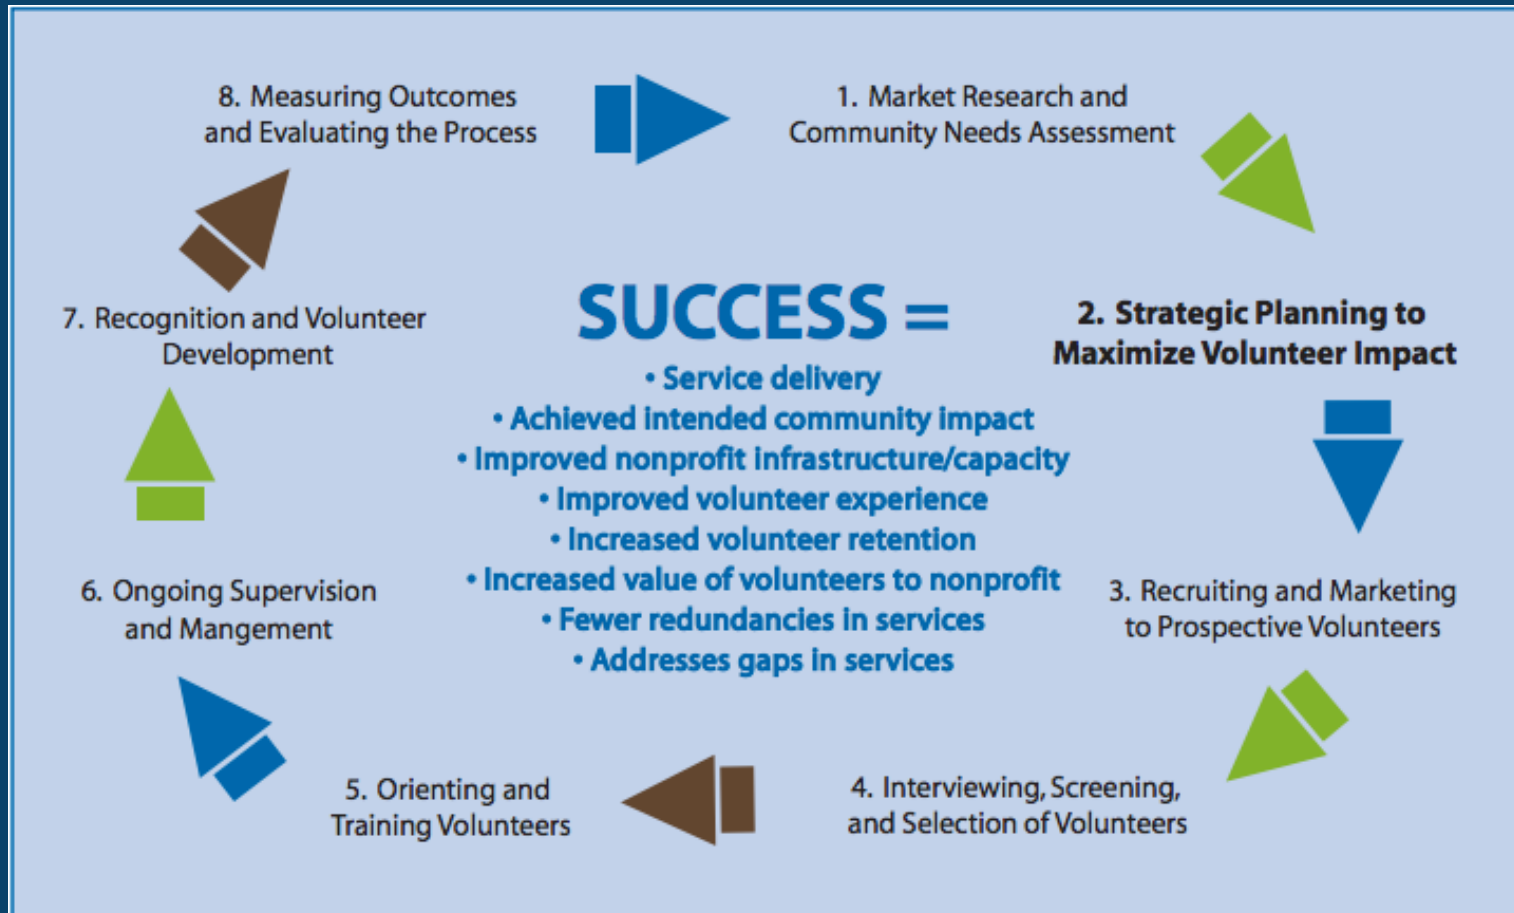 8. Measuring Outcomes
and Evaluating the Process
1. Market Research and
Community Needs Assessment
7. Recognition and Volunteer
Development
SUCCESS =
• Service delivery
• Achieved intended community impact
• Improved nonprofit infrastructure/capacity
• Improved volunteer experience
• Increased volunteer retention
• Increased value of volunteers to nonprofit
• Fewer redundancies in services
• Addresses gaps in services
2. Strategic Planning to
Maximize Volunteer Impact
6. Ongoing Supervision
and Mangement
3. Recruiting and Marketing
to Prospective Volunteers
5. Orienting and
Training Volunteers
4. Interviewing, Screening,
and Selection of Volunteers